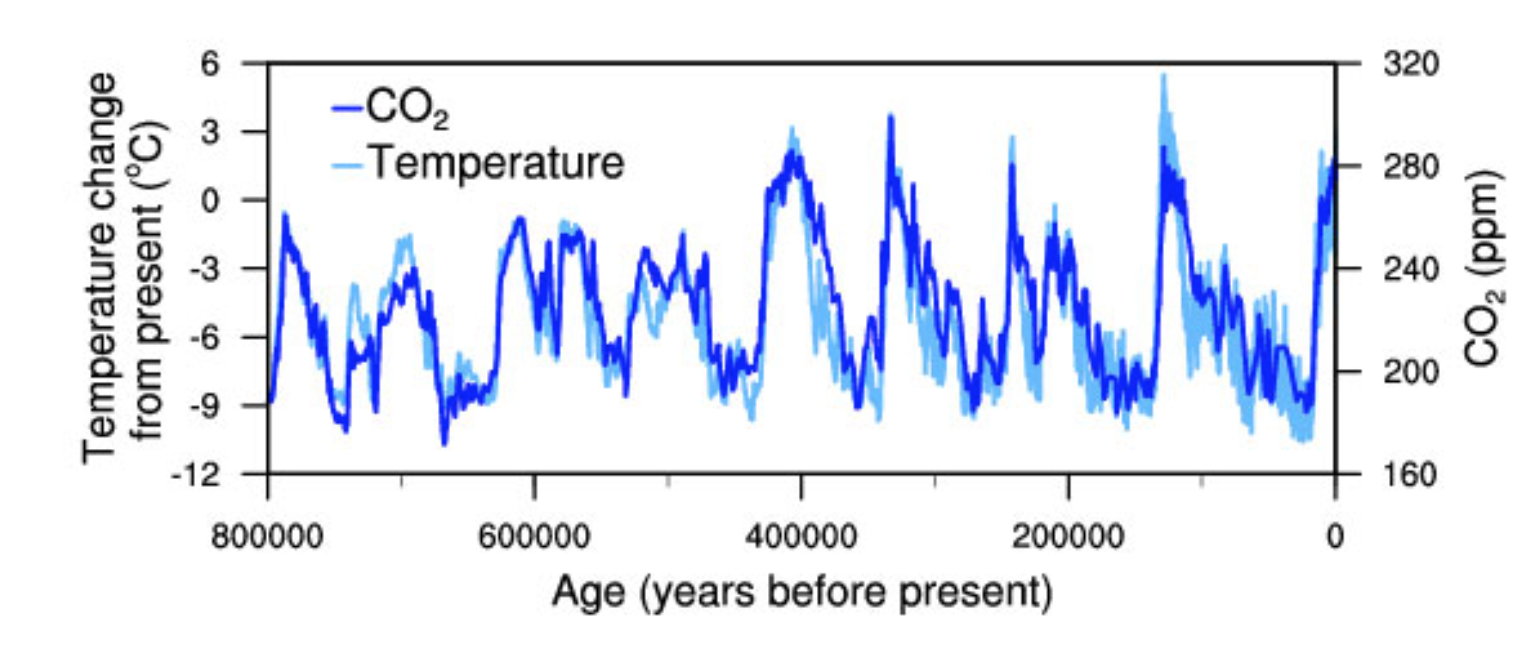 Temperature change
from present (°C)
6
3
0
-3
-6
-9
-12
CO₂
Temperature
320
280
240
200
160
CO₂ (ppm)
800000 600000 400000 200000 0
Age (years before present)